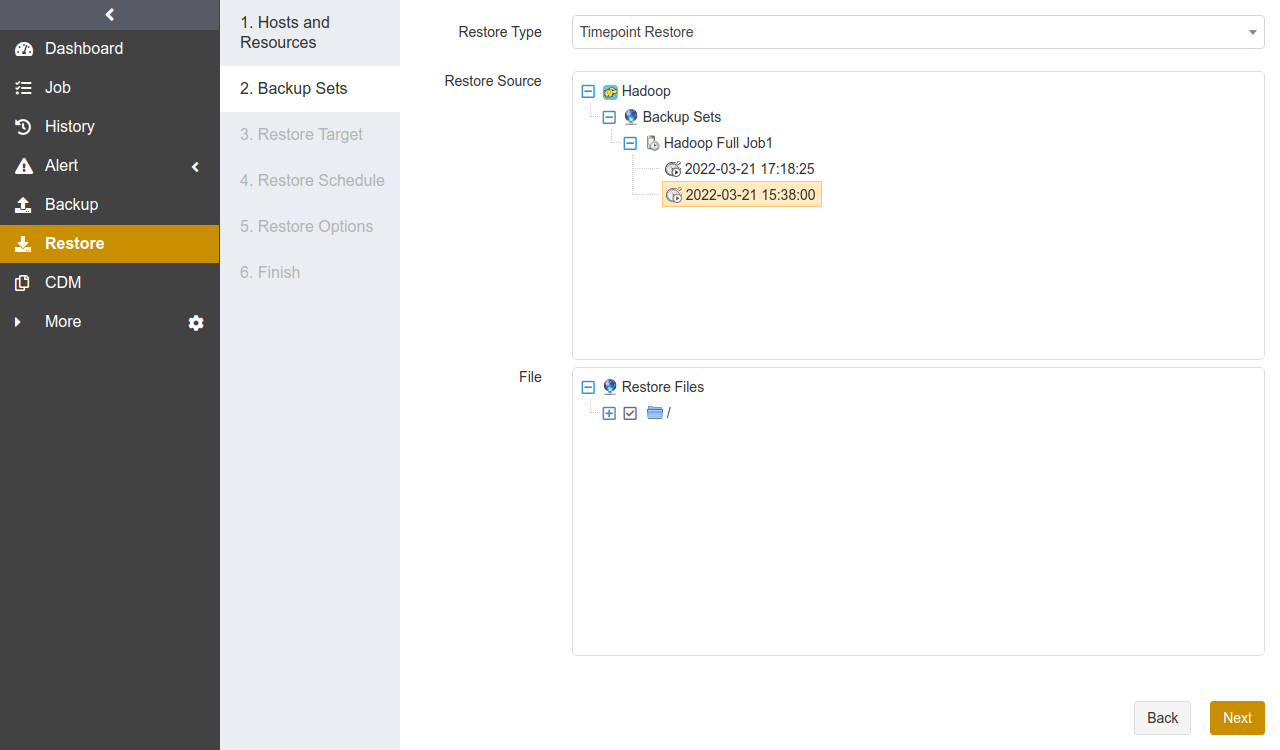 Dashboard
Job
History
Alert
Backup
Restore
CDM
More
1. Hosts and
Resources
2. Backup Sets
3. Restore Target
4. Restore Schedule
5. Restore Options
6. Finish
Restore Type
Timepoint Restore
Restore Source
Hadoop
Backup Sets
Hadoop Full Job1
2022-03-21 17:18:25
2022-03-21 15:38:00
File
Restore Files
/
Back
Next